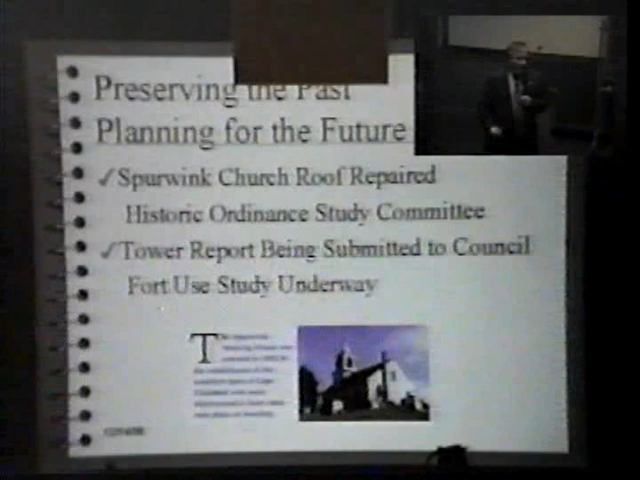 Preserving the Past
Planning for the Future
✓Spurwink Church Roof Repaired
Historic Ordinance Study Committee
✓Tower Report Being Submitted to Council
Fort Use Study Underway